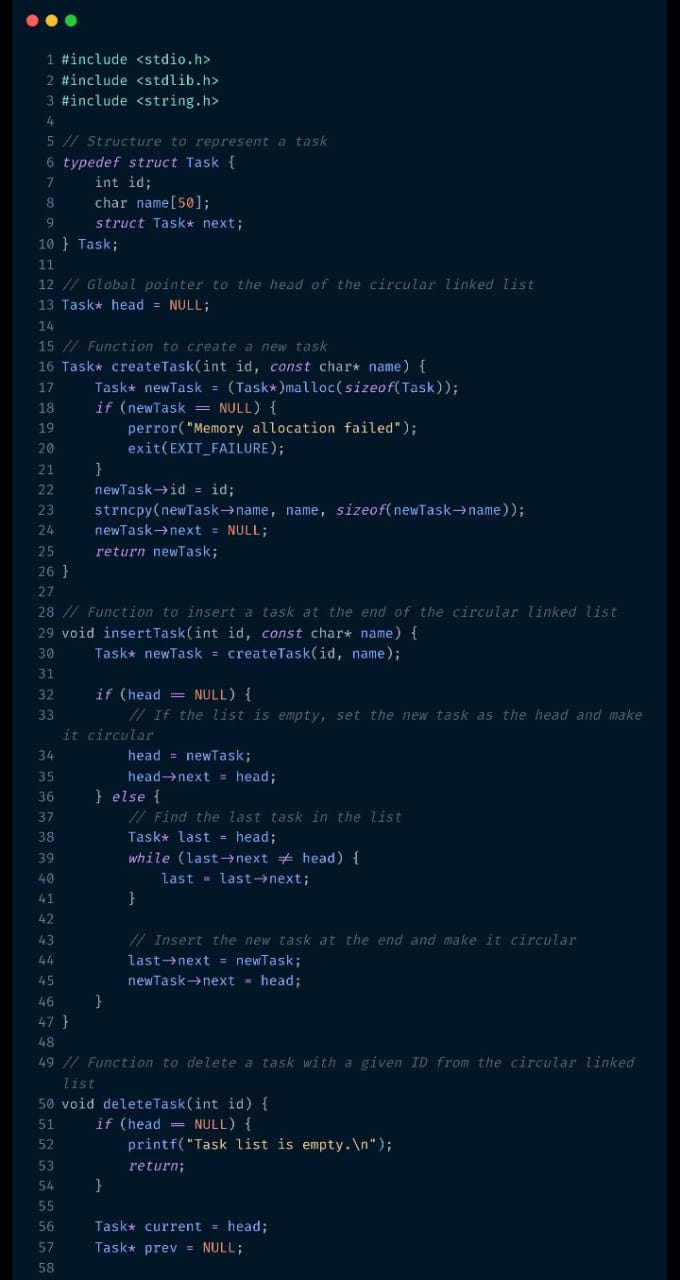 1 #include <stdio.h>
2 #include <stdlib.h>
3 #include <string.h>
4
5 // Structure to represent a task
6 typedef struct Task {
7     int id;
8     char name[50];
9     struct Task* next;
10 } Task;
11
12 // Global pointer to the head of the circular linked list
13 Task* head = NULL;
14
15 // Function to create a new task
16 Task* createTask(int id, const char* name) {
17     Task* newTask = (Task*)malloc(sizeof(Task));
18     if (newTask == NULL) {
19         perror("Memory allocation failed");
20         exit(EXIT_FAILURE);
21     }
22     newTask->id = id;
23     strncpy(newTask->name, name, sizeof(newTask->name));
24     newTask->next = NULL;
25     return newTask;
26 }
27
28 // Function to insert a task at the end of the circular linked list
29 void insertTask(int id, const char* name) {
30     Task* newTask = createTask(id, name);
31
32     if (head == NULL) {
33         // If the list is empty, set the new task as the head and make
it circular
34         head = newTask;
35         head->next = head;
36     } else {
37         // Find the last task in the list
38         Task* last = head;
39         while (last->next != head) {
40             last = last->next;
41         }
42
43         // Insert the new task at the end and make it circular
44         last->next = newTask;
45         newTask->next = head;
46     }
47 }
48
49 // Function to delete a task with a given ID from the circular linked
list
50 void deleteTask(int id) {
51     if (head == NULL) {
52         printf("Task list is empty.\n");
53         return;
54     }
55
56     Task* current = head;
57     Task* prev = NULL;
58